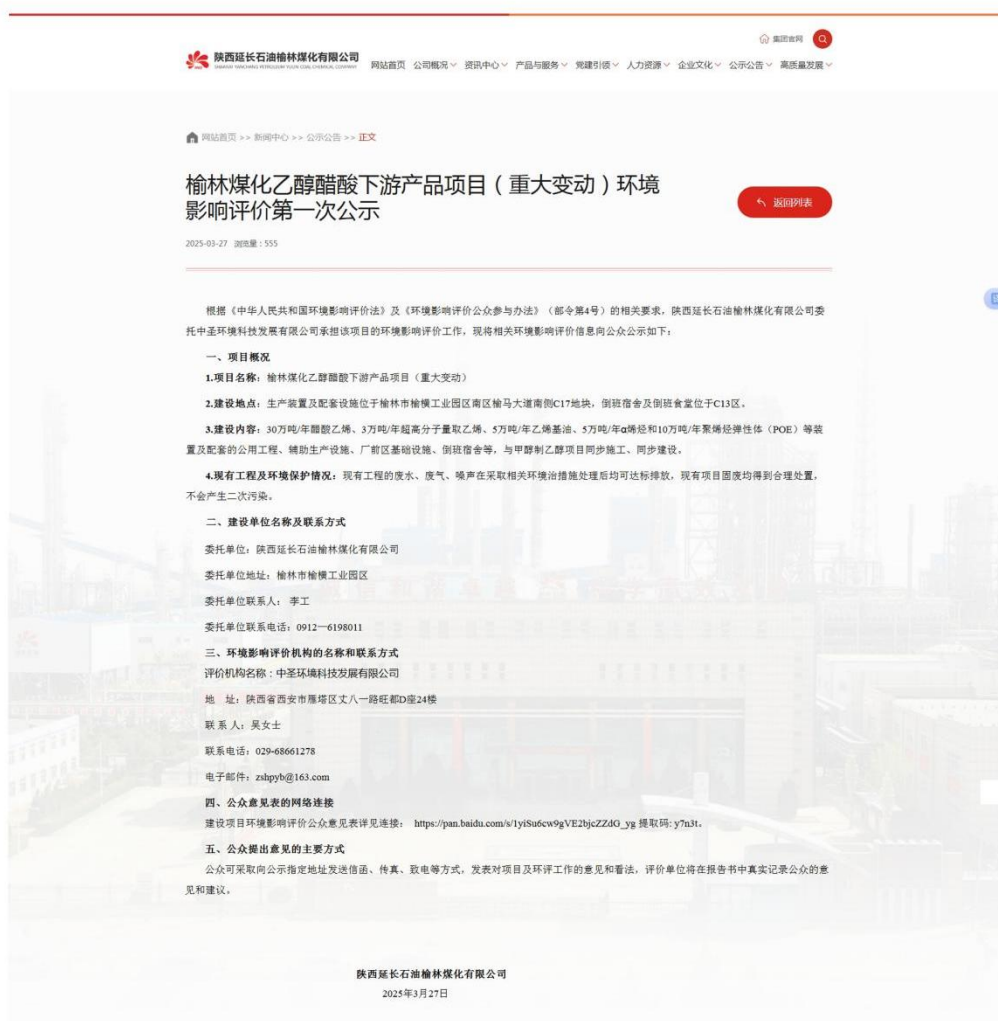 集团官网
陕西延长石油榆林煤化有限公司
SHAANXI YANCHANG PETROLEUM YULIN COAL CHEMICAL COMPANY
网站首页 公司概况 资讯中心 产品与服务 党建引领 人力资源 企业文化 公示公告 高质量发展
网站首页 >> 新闻中心 >> 公示公告 >> 正文
榆林煤化乙醇醋酸下游产品项目（重大变动）环境
影响评价第一次公示
返回列表
2025-03-27 浏览量：555
根据《中华人民共和国环境影响评价法》及《环境影响评价公众参与办法》（部令第4号）的相关要求，陕西延长石油榆林煤化有限公司委
托中圣环境科技发展有限公司承担该项目的环境影响评价工作，现将相关环境影响评价信息向公众公示如下：
一、项目概况
1.项目名称：榆林煤化乙醇醋酸下游产品项目（重大变动）
2.建设地点：生产装置及配套设施位于榆林市榆横工业园区南区榆马大道南侧C17地块，倒班宿舍及倒班食堂位于C13区。
3.建设内容：30万吨/年醋酸乙烯、3万吨/年超高分子量取乙烯、5万吨/年乙烯基油、5万吨/年α烯烃和10万吨/年聚烯烃弹性体（POE）等装
置及配套的公用工程、辅助生产设施、厂前区基础设施、倒班宿舍等，与甲醇制乙醇项目同步施工、同步建设。
4.现有工程及环境保护情况：现有工程的废水、废气、噪声在采取相关环境治措施处理后均可达标排放，现有项目固废均得到合理处置，
不会产生二次污染。
二、建设单位名称及联系方式
委托单位：陕西延长石油榆林煤化有限公司
委托单位地址：榆林市榆横工业园区
委托单位联系人： 李工
委托单位联系电话：0912—6198011
三、环境影响评价机构的名称和联系方式
评价机构名称：中圣环境科技发展有限公司
地 址：陕西省西安市雁塔区丈八一路旺都D座24楼
联 系 人：吴女士
联系电话：029-68661278
电子邮件：zshpyb@163.com
四、公众意见表的网络连接
建设项目环境影响评价公众意见表详见连接： https://pan.baidu.com/s/1yiSu6cw9gVE2bjcZZdG_yg 提取码: y7n3t。
五、公众提出意见的主要方式
公众可采取向公示指定地址发送信函、传真、致电等方式，发表对项目及环评工作的意见和看法，评价单位将在报告书中真实记录公众的意
见和建议。
陕西延长石油榆林煤化有限公司
2025年3月27日